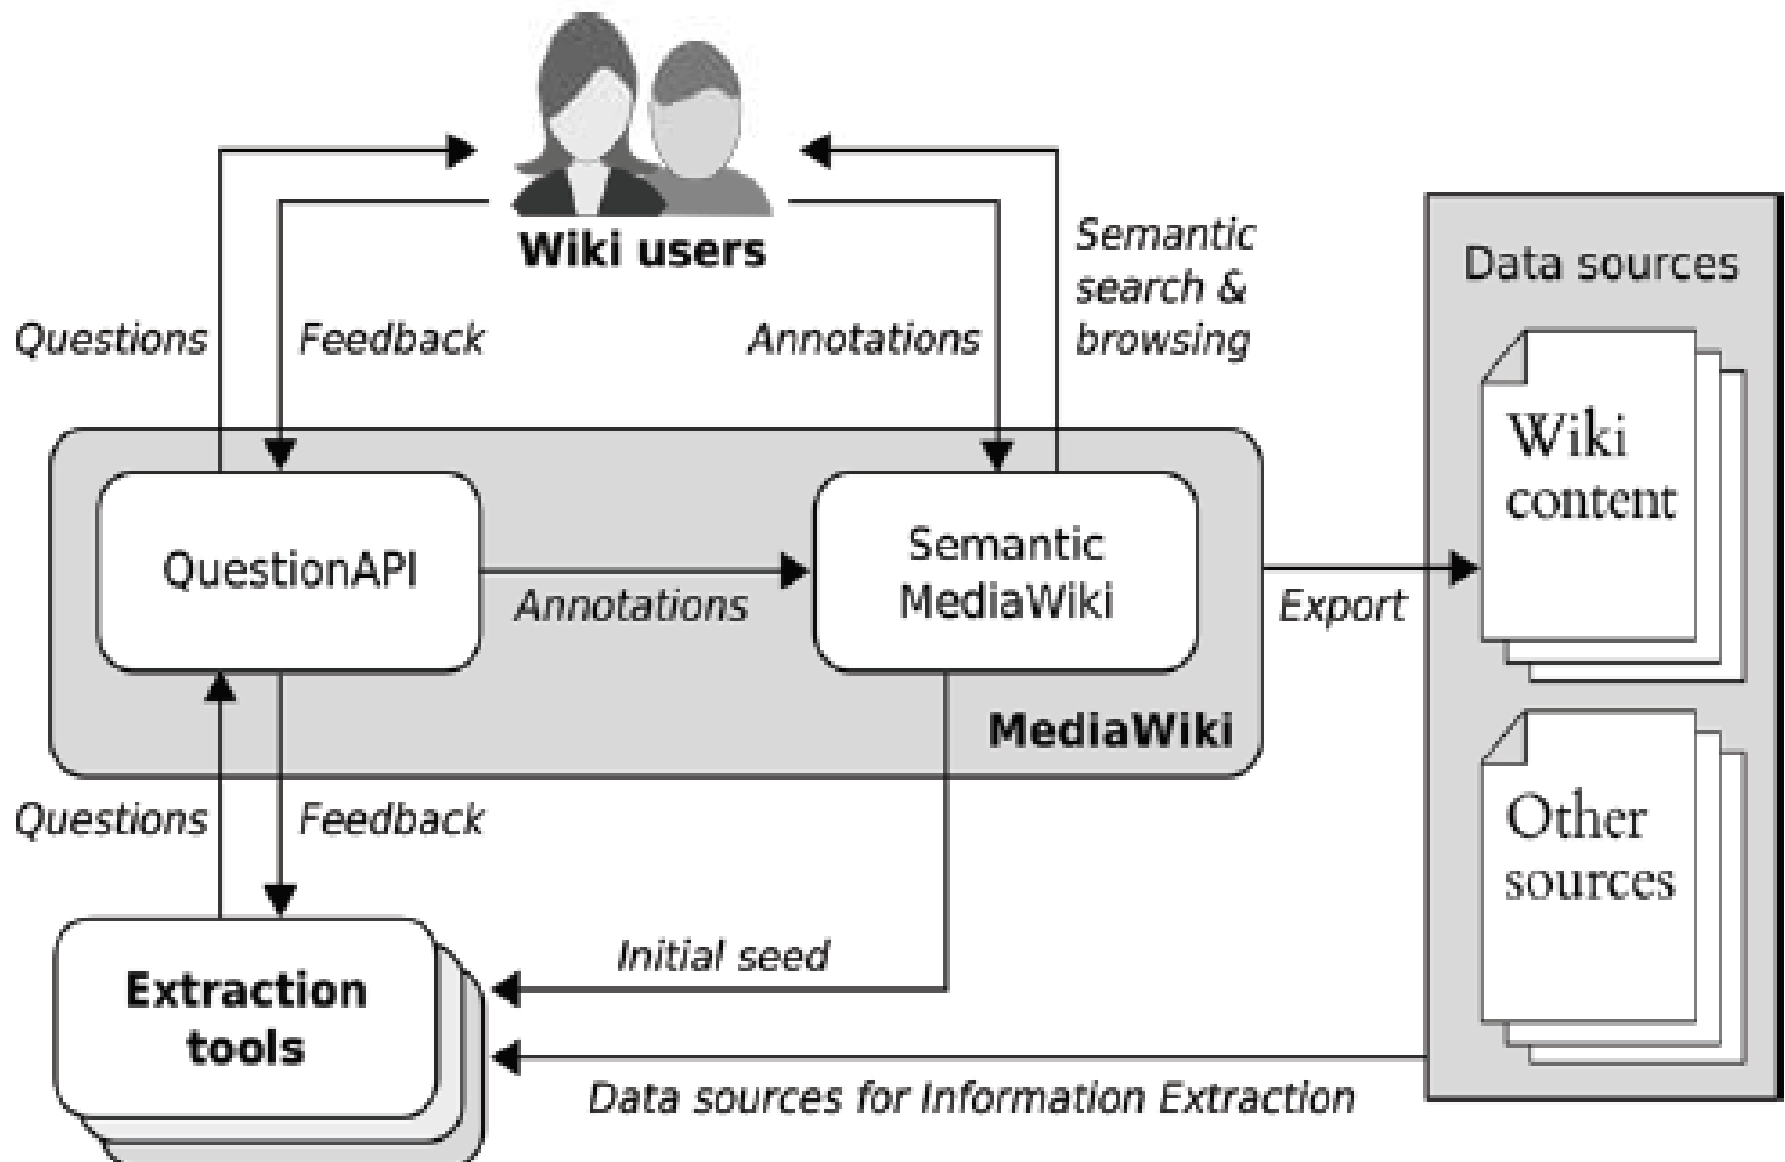 Wiki users
Questions
Feedback
Annotations
Semantic
search &
browsing
Data sources
Wiki
content
QuestionAPI
Annotations
Semantic
MediaWiki
Export
MediaWiki
Other
sources
Questions
Feedback
Initial seed
Extraction
tools
Data sources for Information Extraction